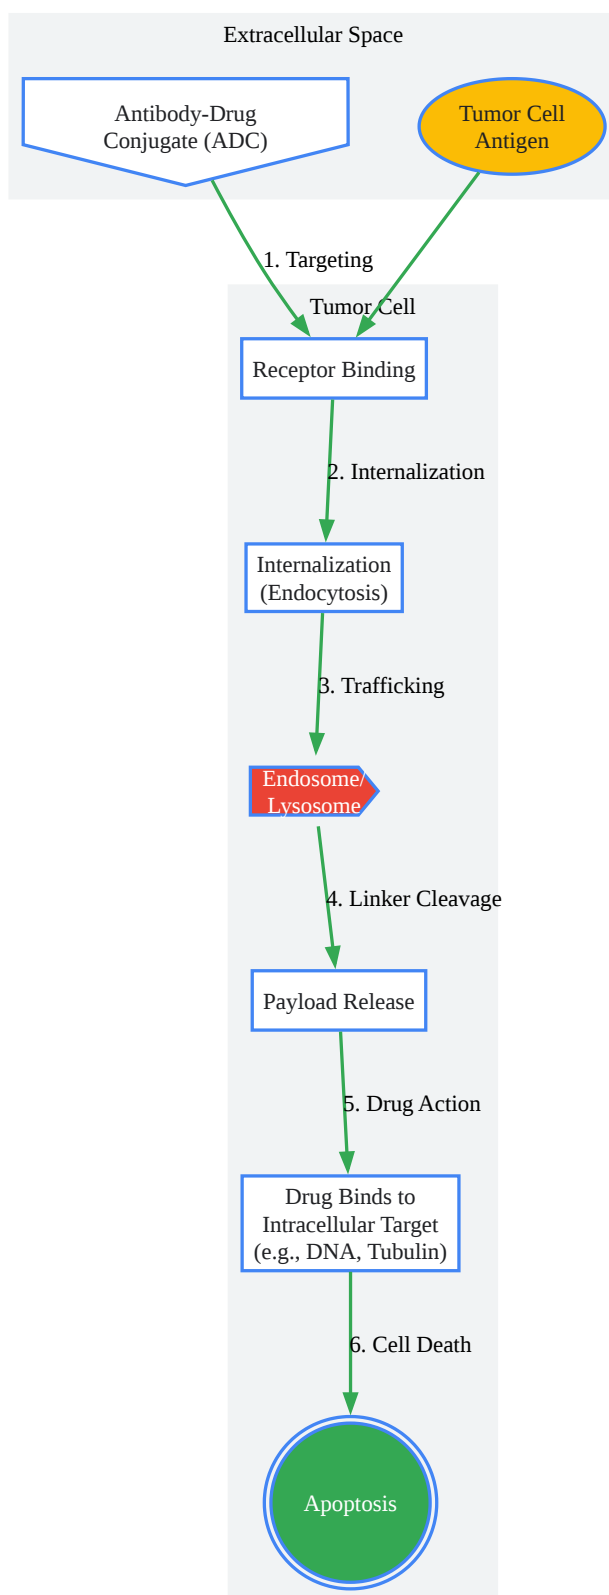 Extracellular Space
Antibody-Drug
Conjugate (ADC)
Tumor Cell
Antigen
1. Targeting
Tumor Cell
Receptor Binding
2. Internalization
Internalization
(Endocytosis)
3. Trafficking
Endosome/
Lysosome
4. Linker Cleavage
Payload Release
5. Drug Action
Drug Binds to
Intracellular Target
(e.g., DNA, Tubulin)
6. Cell Death
Apoptosis